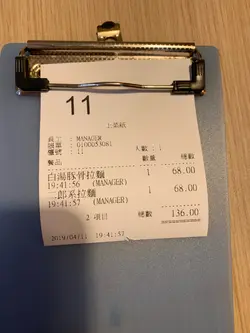 11
上菜紙
員工 : MANAGER
賬單 : 0100053061
檯號 : 11
人數 : 1
餐品 數量 總數
白湯豚骨拉麵 1 68.00
19:41:56 (MANAGER)
二郎系拉麵 1 68.00
19:41:57 (MANAGER)
2 項目 總數 136.00
2019/04/11 19:41:57